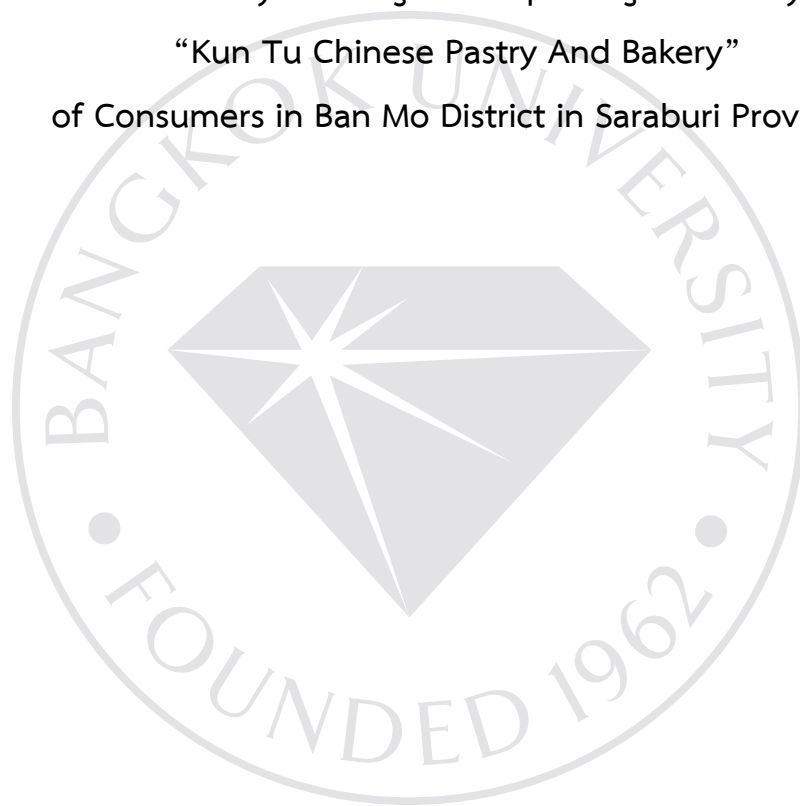 “Kun Tu Chinese Pastry And Bakery”
of Consumers in Ban Mo District in Saraburi Prov
BANGKOK UNIVERSITY
FOUNDED 1962